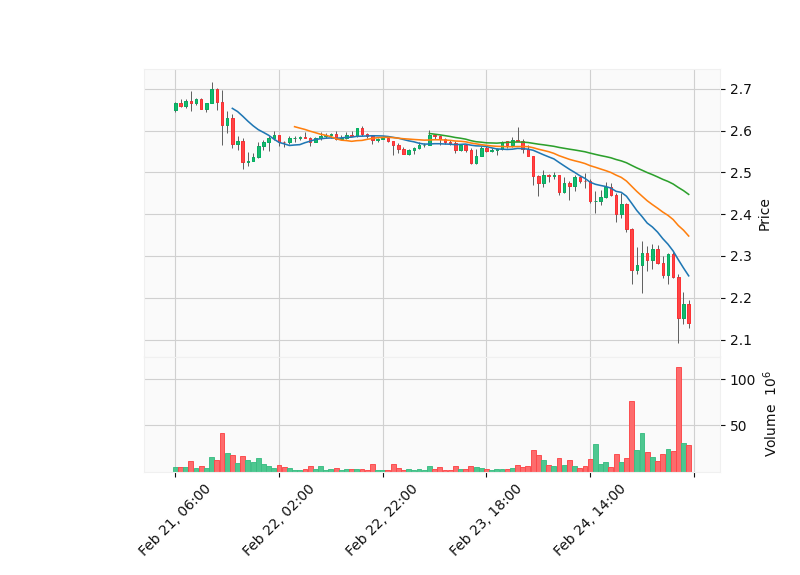 2.7
2.6
2.5
2.4
2.3
2.2
2.1
Price
100
50
Volume 10⁶
Feb 21, 06:00
Feb 22, 02:00
Feb 22, 22:00
Feb 23, 18:00
Feb 24, 14:00